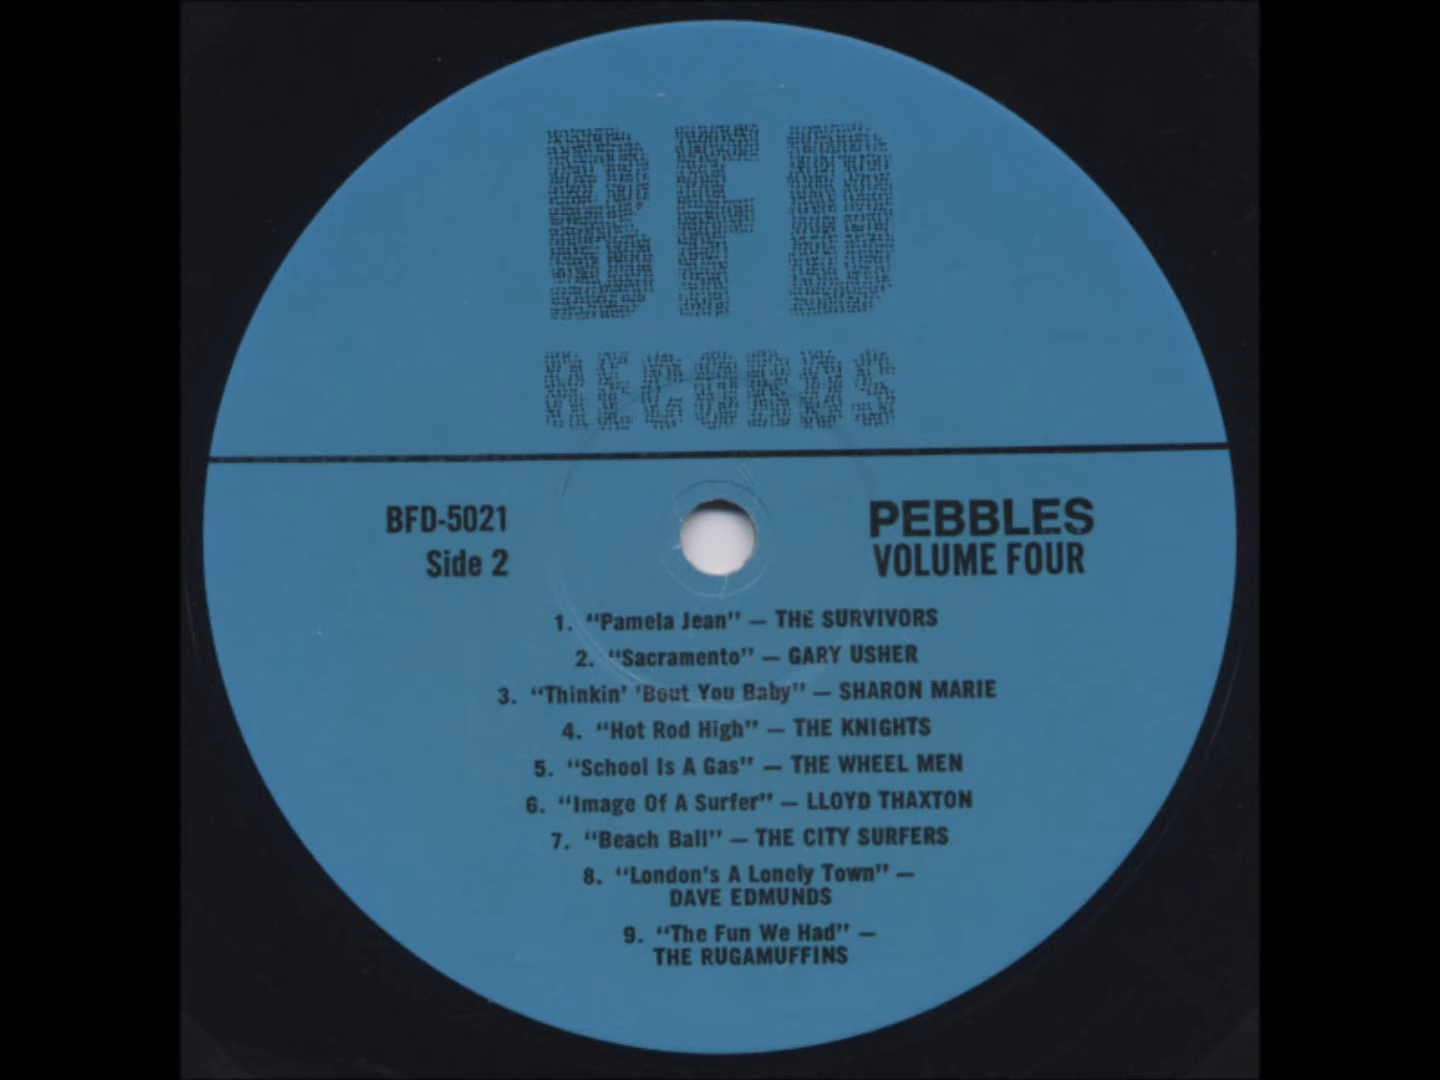 BFD
RECORDS
BFD-5021
Side 2
PEBBLES
VOLUME FOUR
1. "Pamela Jean" — THE SURVIVORS
2. "Sacramento" — GARY USHER
3. "Thinkin' 'Bout You Baby" — SHARON MARIE
4. "Hot Rod High" — THE KNIGHTS
5. "School Is A Gas" — THE WHEEL MEN
6. "Image Of A Surfer" — LLOYD THAXTON
7. "Beach Ball" — THE CITY SURFERS
8. "London's A Lonely Town" —
DAVE EDMUNDS
9. "The Fun We Had" —
THE RUGAMUFFINS